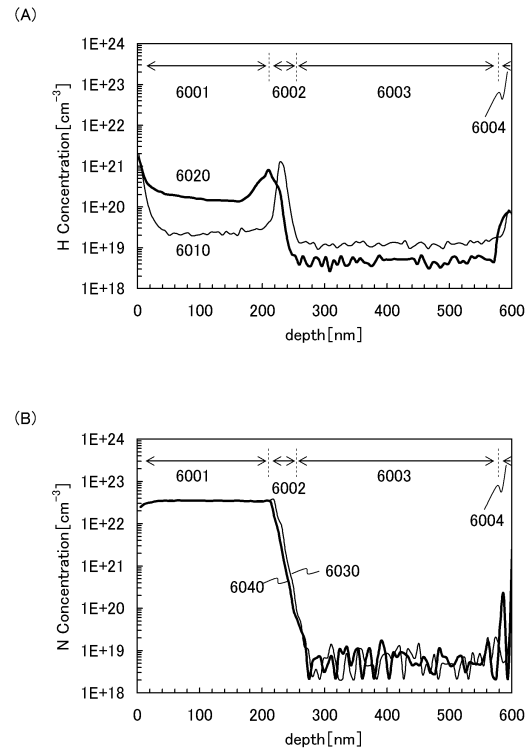 (A)
H Concentration[cm⁻³]
1E+24
1E+23
1E+22
1E+21
1E+20
1E+19
1E+18
6001
6002
6003
6004
6020
6010
0 100 200 300 400 500 600
depth[nm]
(B)
N Concentration[cm⁻³]
1E+24
1E+23
1E+22
1E+21
1E+20
1E+19
1E+18
6001
6002
6003
6004
6040
6030
0 100 200 300 400 500 600
depth[nm]